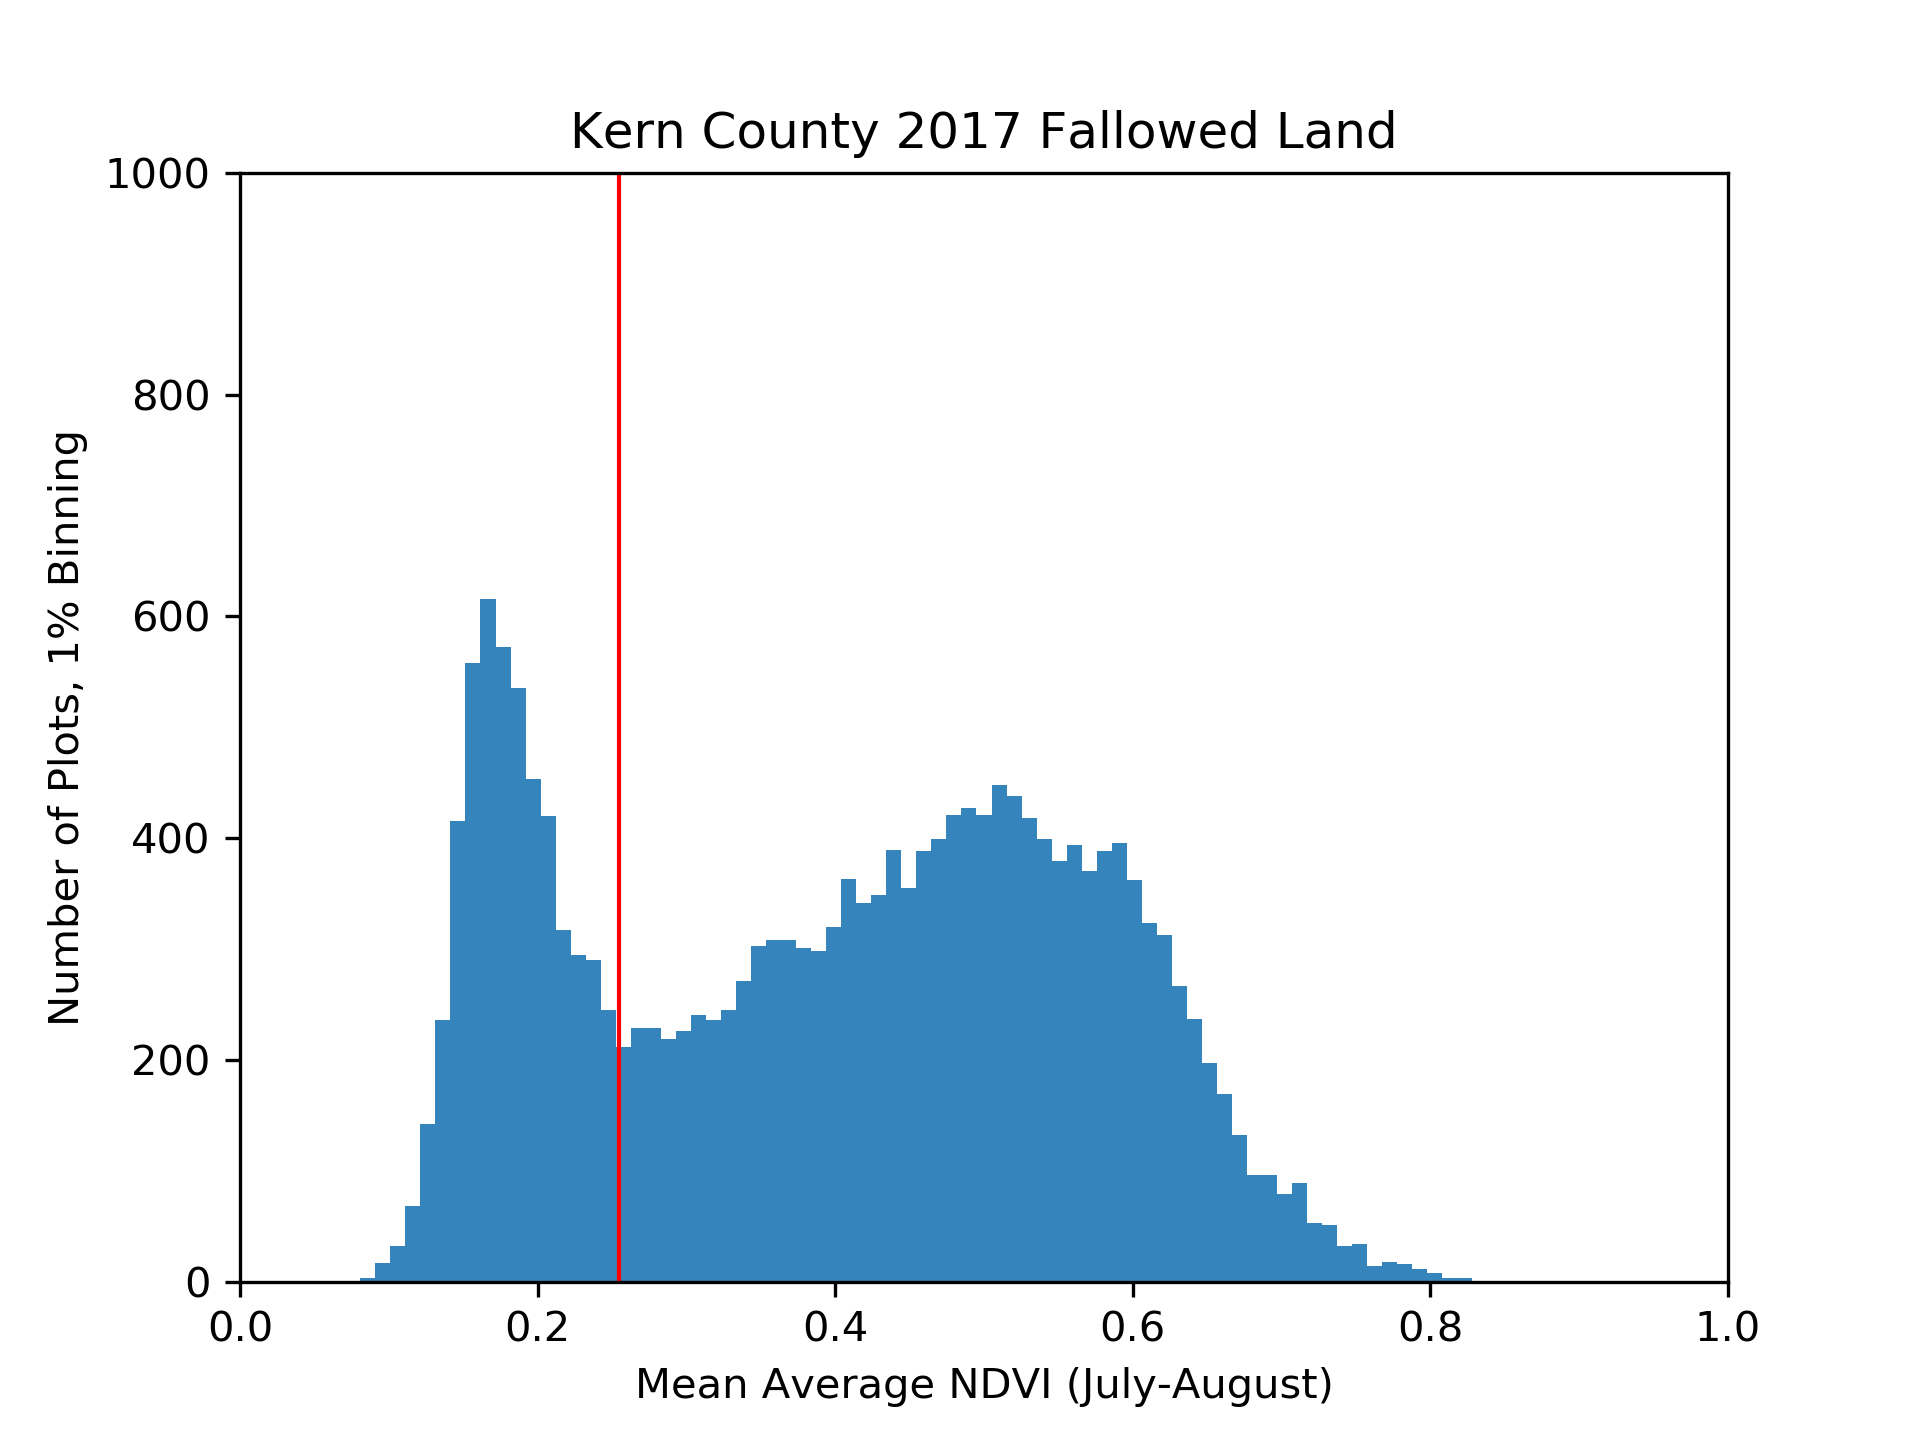 Kern County 2017 Fallowed Land
1000
800
600
400
200
0
Number of Plots, 1% Binning
0.0 0.2 0.4 0.6 0.8 1.0
Mean Average NDVI (July-August)